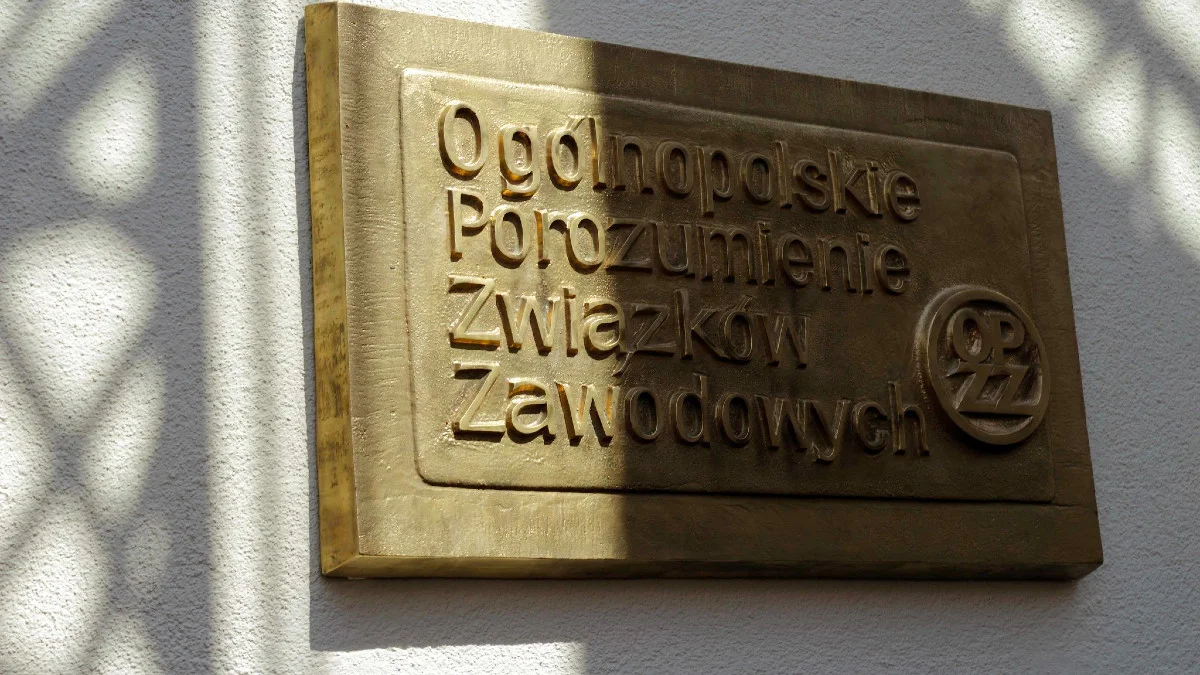 Ogólnopolskie
Porozumienie
Związków
Zawodowych
OP
ZZ